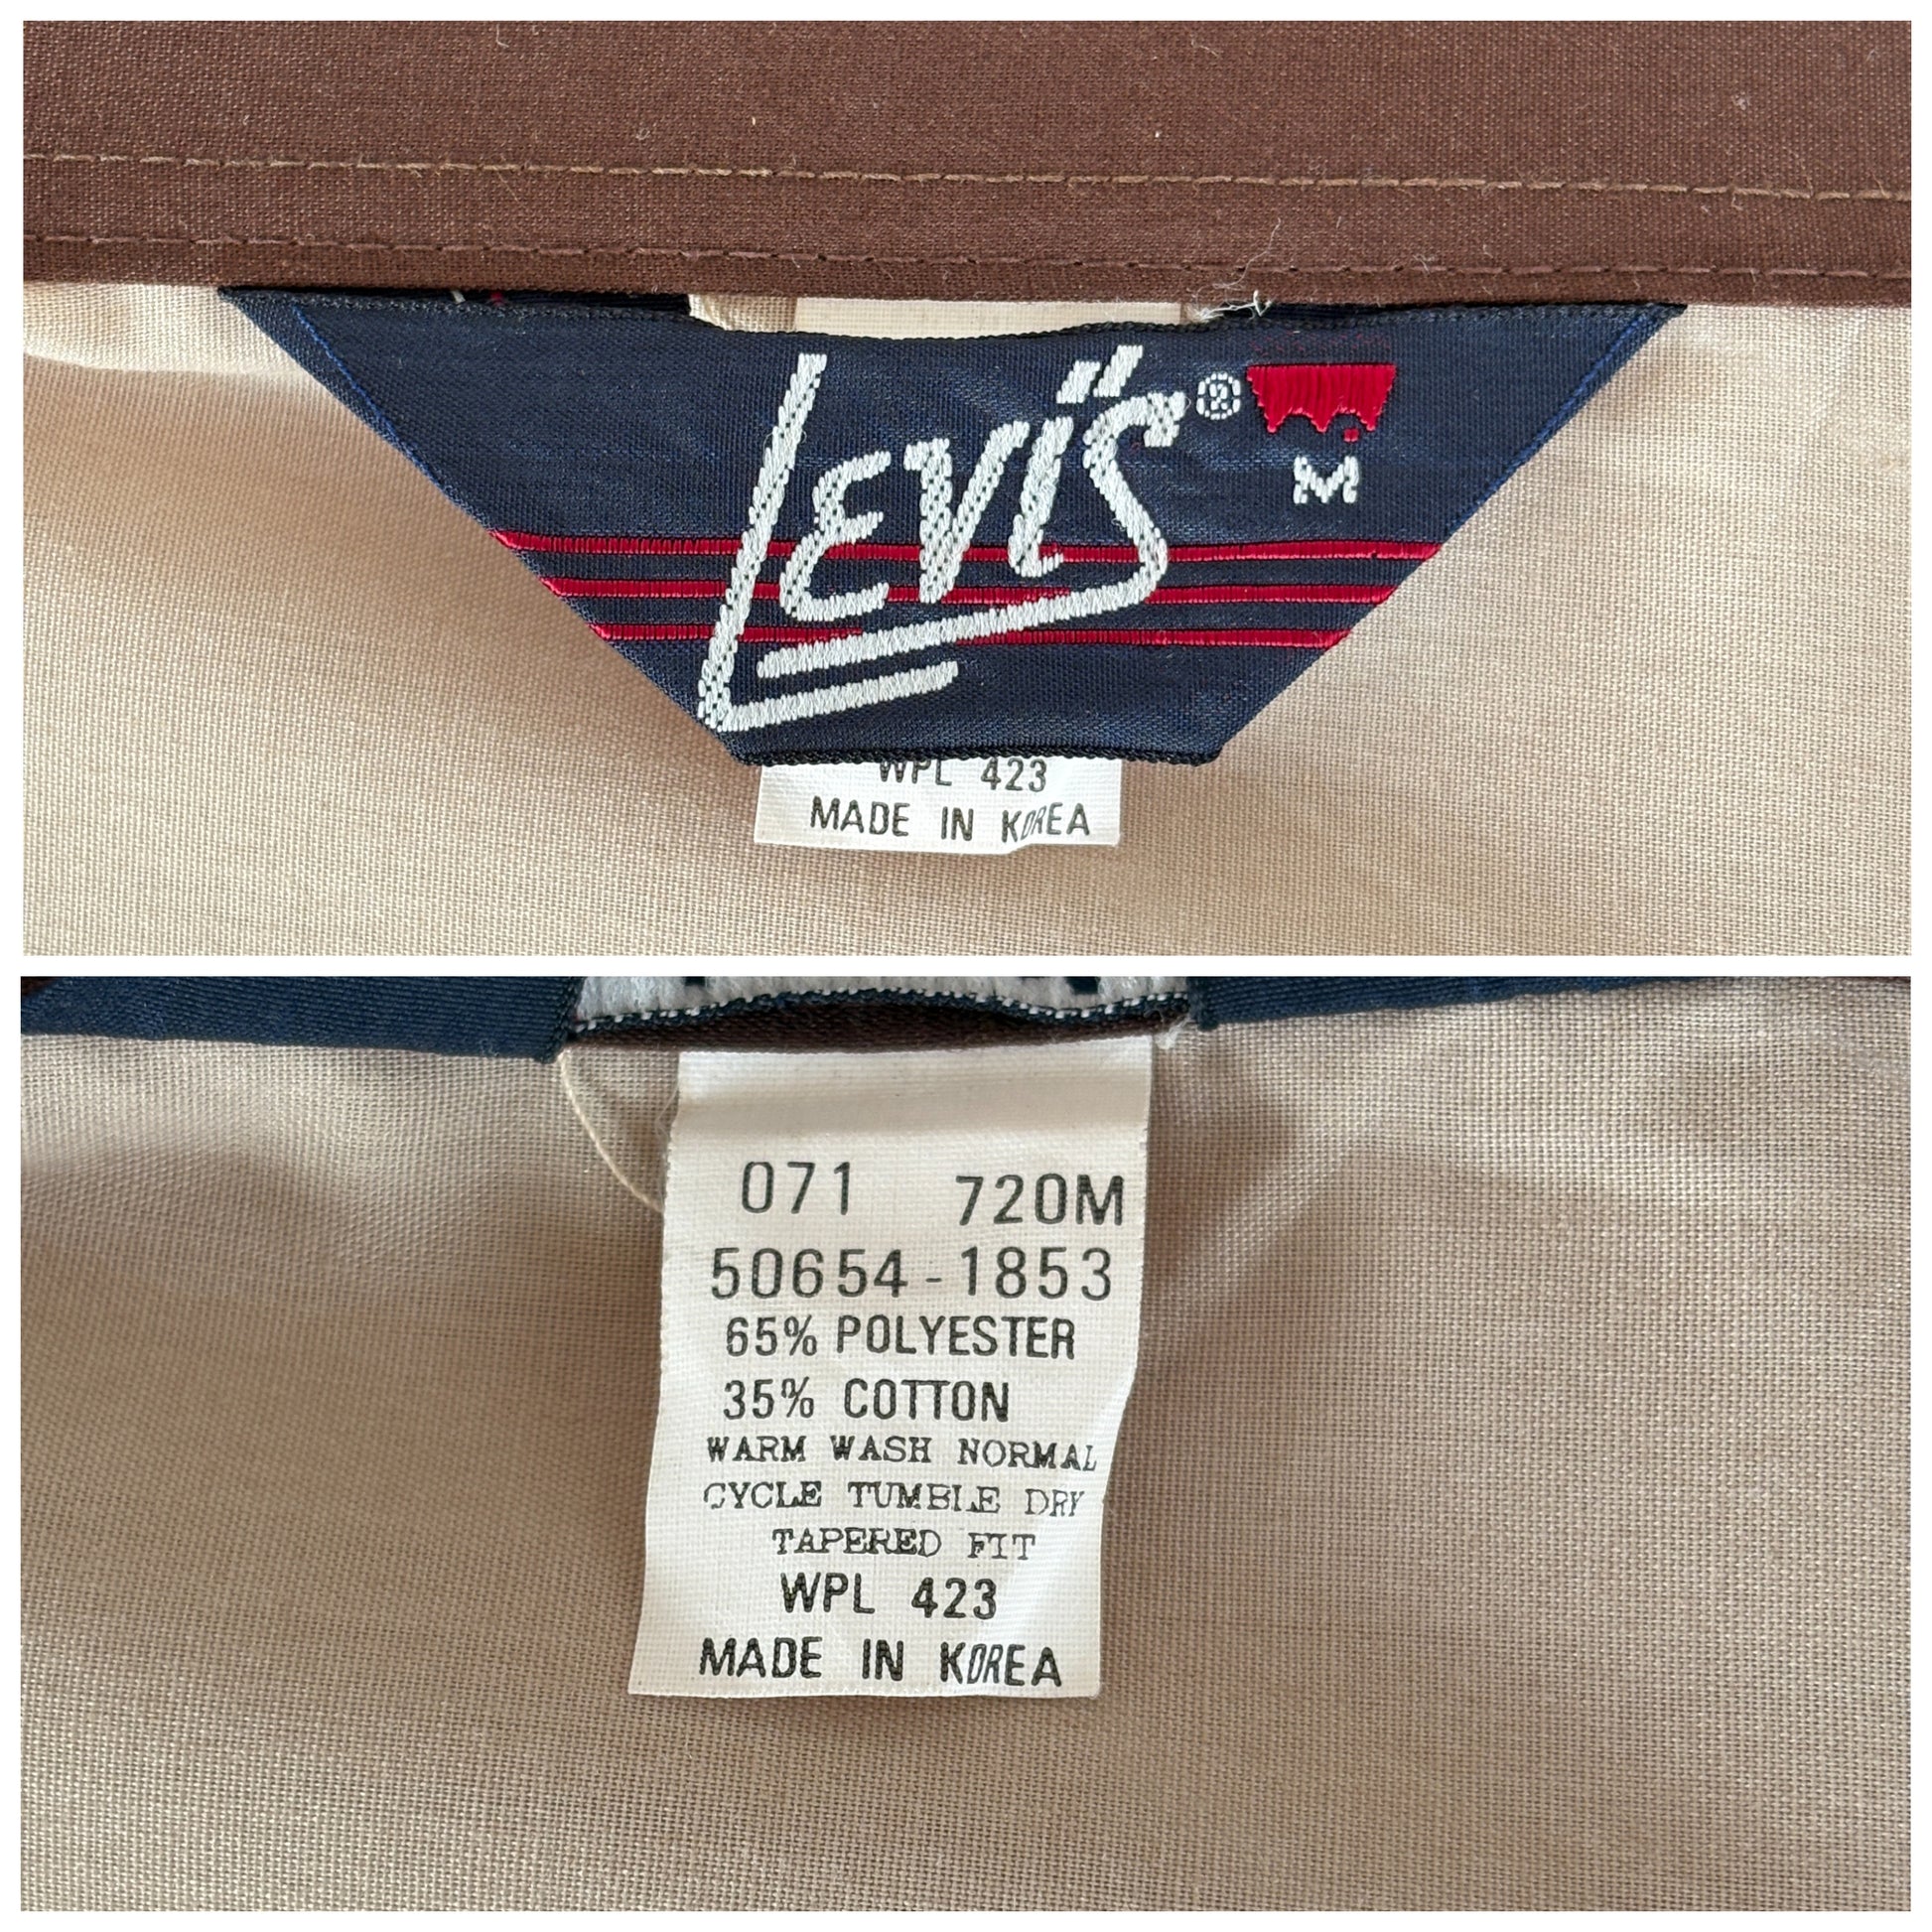 LEVI'S ®
M
WPL 423
MADE IN KOREA
071 720M
50654-1853
65% POLYESTER
35% COTTON
WARM WASH NORMAL
CYCLE TUMBLE DRY
TAPERED FIT
WPL 423
MADE IN KOREA